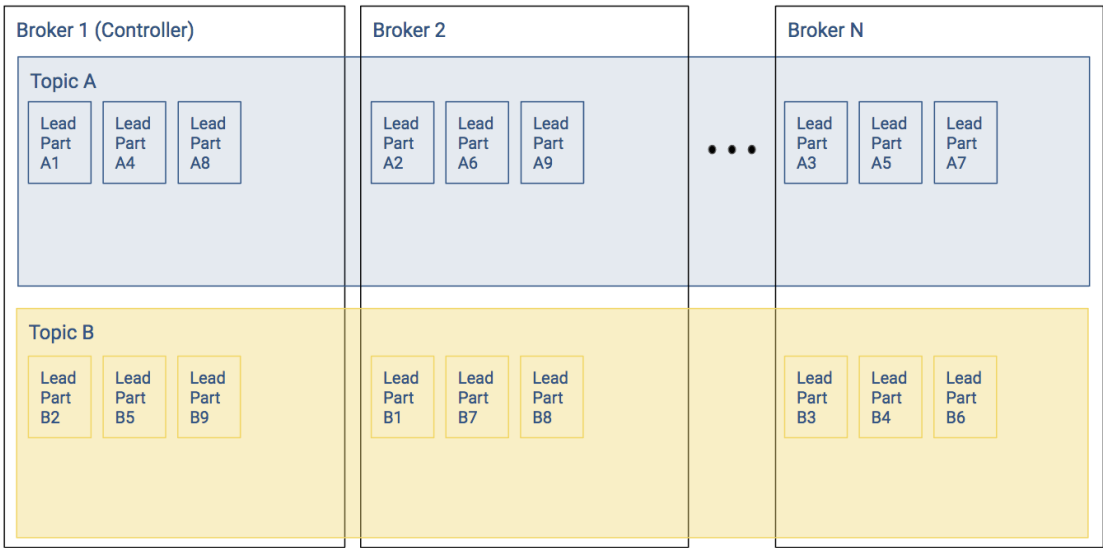 Broker 1 (Controller)
Broker 2
Broker N
Topic A
Lead
Part
A1
Lead
Part
A4
Lead
Part
A8
Lead
Part
A2
Lead
Part
A6
Lead
Part
A9
Lead
Part
A3
Lead
Part
A5
Lead
Part
A7
Topic B
Lead
Part
B2
Lead
Part
B5
Lead
Part
B9
Lead
Part
B1
Lead
Part
B7
Lead
Part
B8
Lead
Part
B3
Lead
Part
B4
Lead
Part
B6